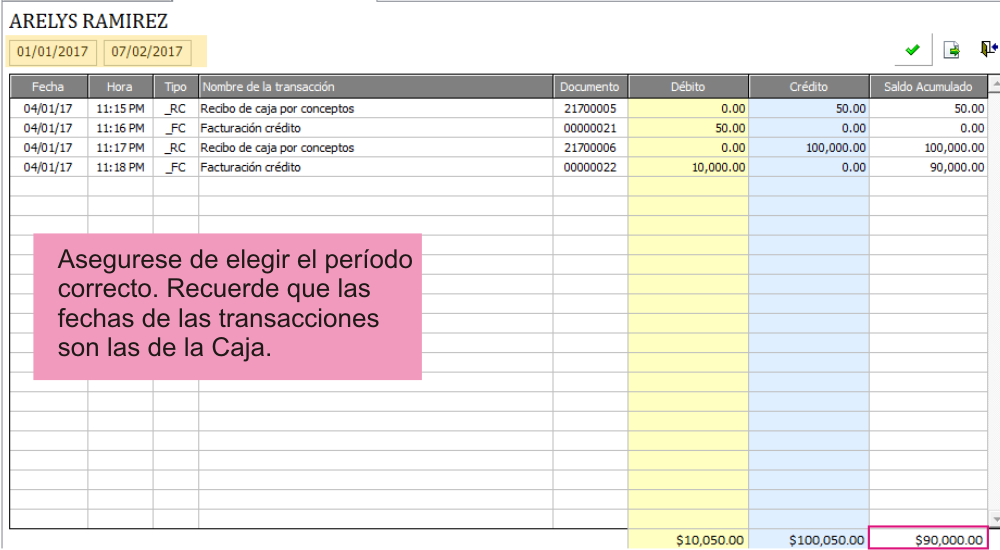 ARELYS RAMIREZ
01/01/2017 07/02/2017
Fecha Hora Tipo Nombre de la transacción Documento Débito Crédito Saldo Acumulado
04/01/17 11:15 PM _RC Recibo de caja por conceptos 21700005 0.00 50.00 50.00
04/01/17 11:16 PM _FC Facturación crédito 00000021 50.00 0.00 0.00
04/01/17 11:17 PM _RC Recibo de caja por conceptos 21700006 0.00 100,000.00 100,000.00
04/01/17 11:18 PM _FC Facturación crédito 00000022 10,000.00 0.00 90,000.00
Asegurese de elegir el período
correcto. Recuerde que las
fechas de las transacciones
son las de la Caja.
$10,050.00 $100,050.00 $90,000.00